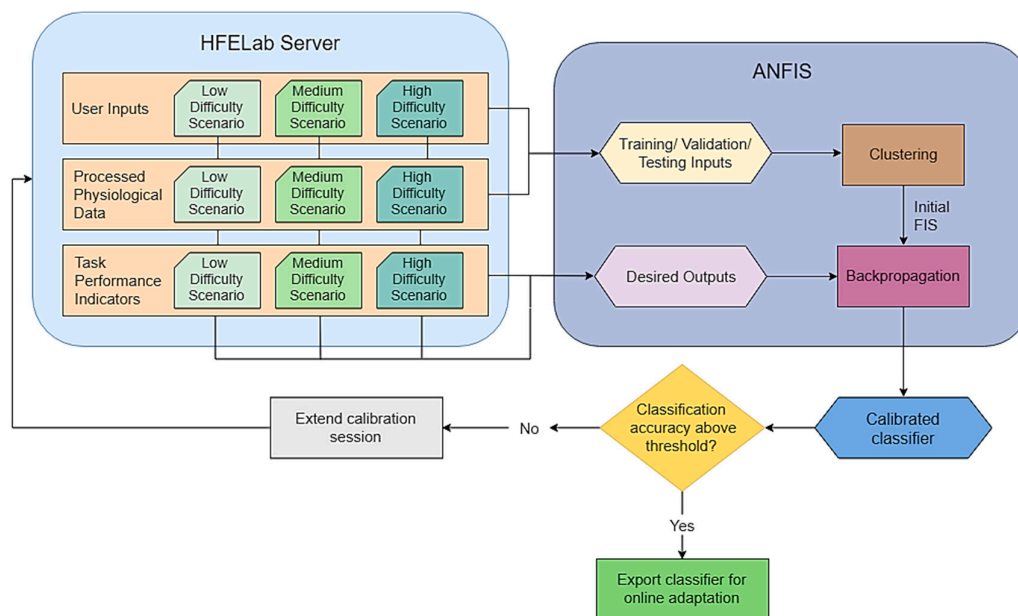 HFELab Server
User Inputs
Low
Difficulty
Scenario
Medium
Difficulty
Scenario
High
Difficulty
Scenario
Processed
Physiological
Data
Low
Difficulty
Scenario
Medium
Difficulty
Scenario
High
Difficulty
Scenario
Task
Performance
Indicators
Low
Difficulty
Scenario
Medium
Difficulty
Scenario
High
Difficulty
Scenario
ANFIS
Training/ Validation/
Testing Inputs
Clustering
Initial
FIS
Desired Outputs
Backpropagation
Calibrated
classifier
Classification
accuracy above
threshold?
No
Extend calibration
session
Yes
Export classifier for
online adaptation